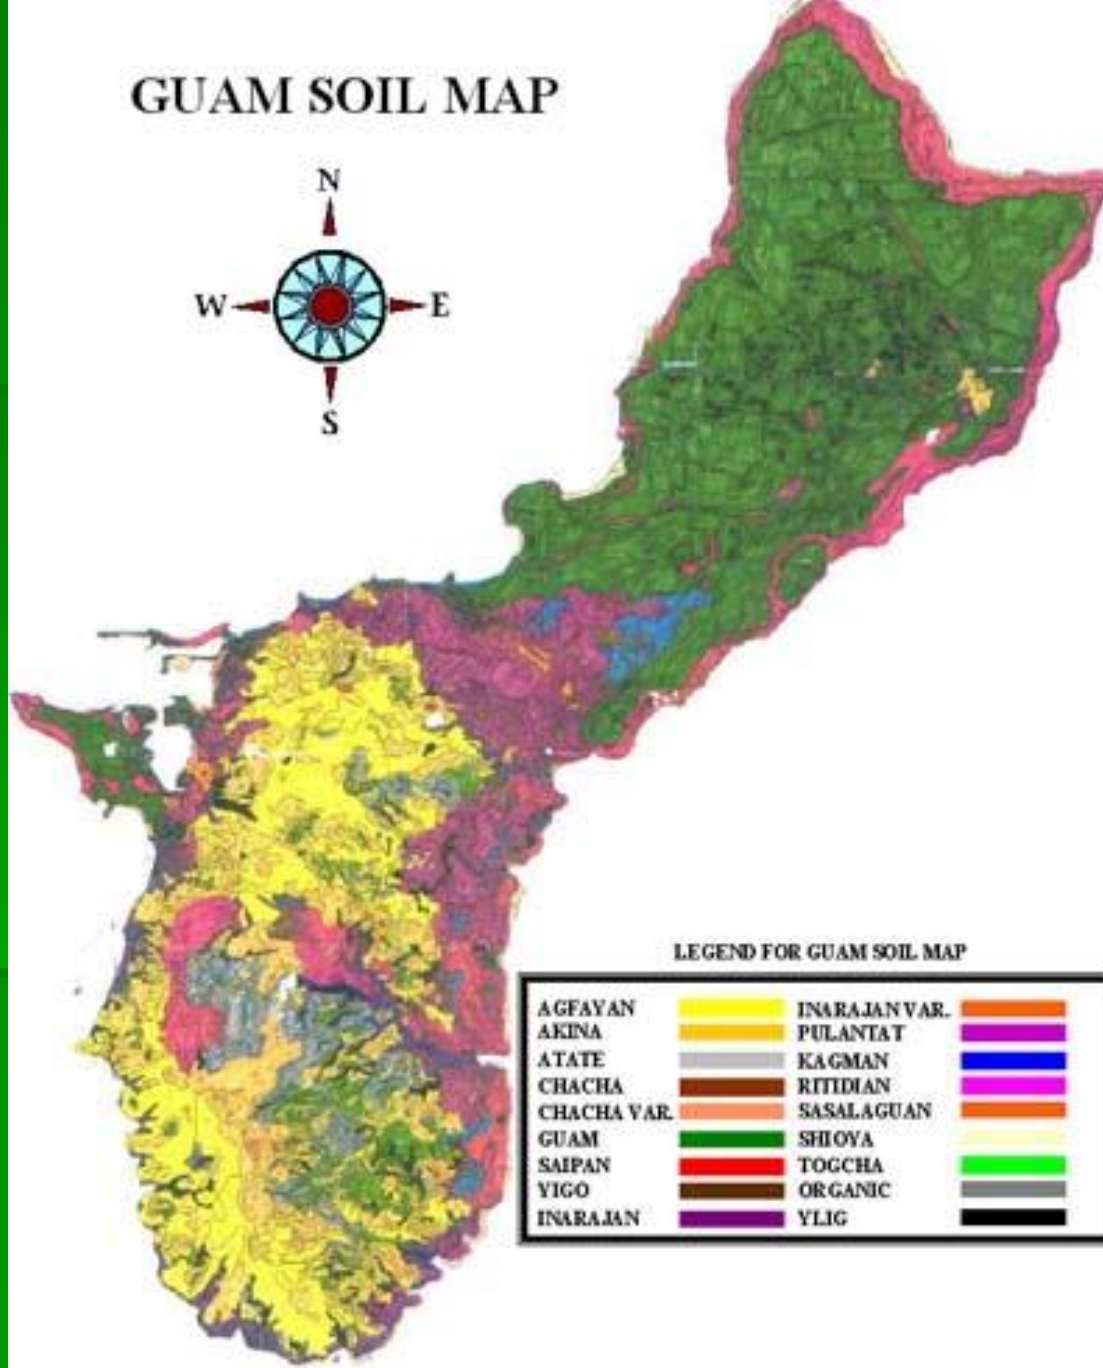 GUAM SOIL MAP
N
W E
S
LEGEND FOR GUAM SOIL MAP
AGFAYAN INARAJAN VAR.
AKINA PULANTAT
ATATE KAGMAN
CHACHA RITIDIAN
CHACHA VAR. SASALAGUAN
GUAM SHIOYA
SAIPAN TOGCHA
YIGO ORGANIC
INARAJAN YLIG